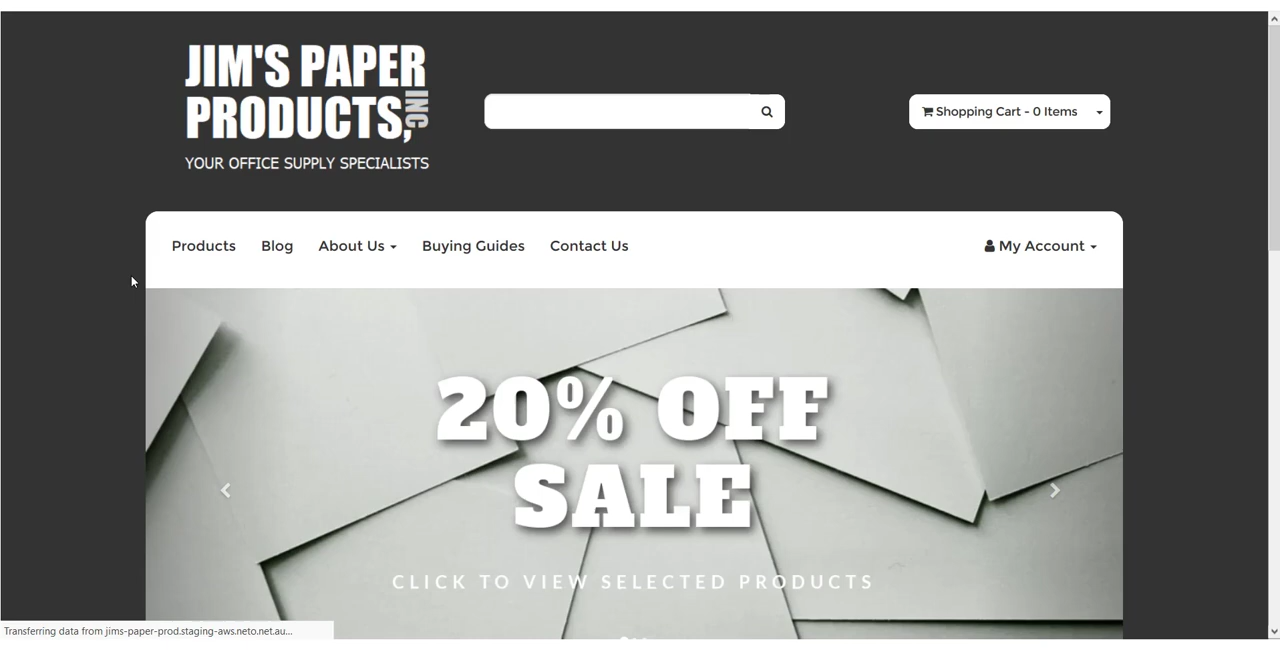 JIM'S PAPER
PRODUCTS, INC
YOUR OFFICE SUPPLY SPECIALISTS
Shopping Cart - 0 Items
Products Blog About Us Buying Guides Contact Us My Account
20% OFF
SALE
CLICK TO VIEW SELECTED PRODUCTS
Transferring data from jims-paper-prod.staging-aws.neto.net.au...